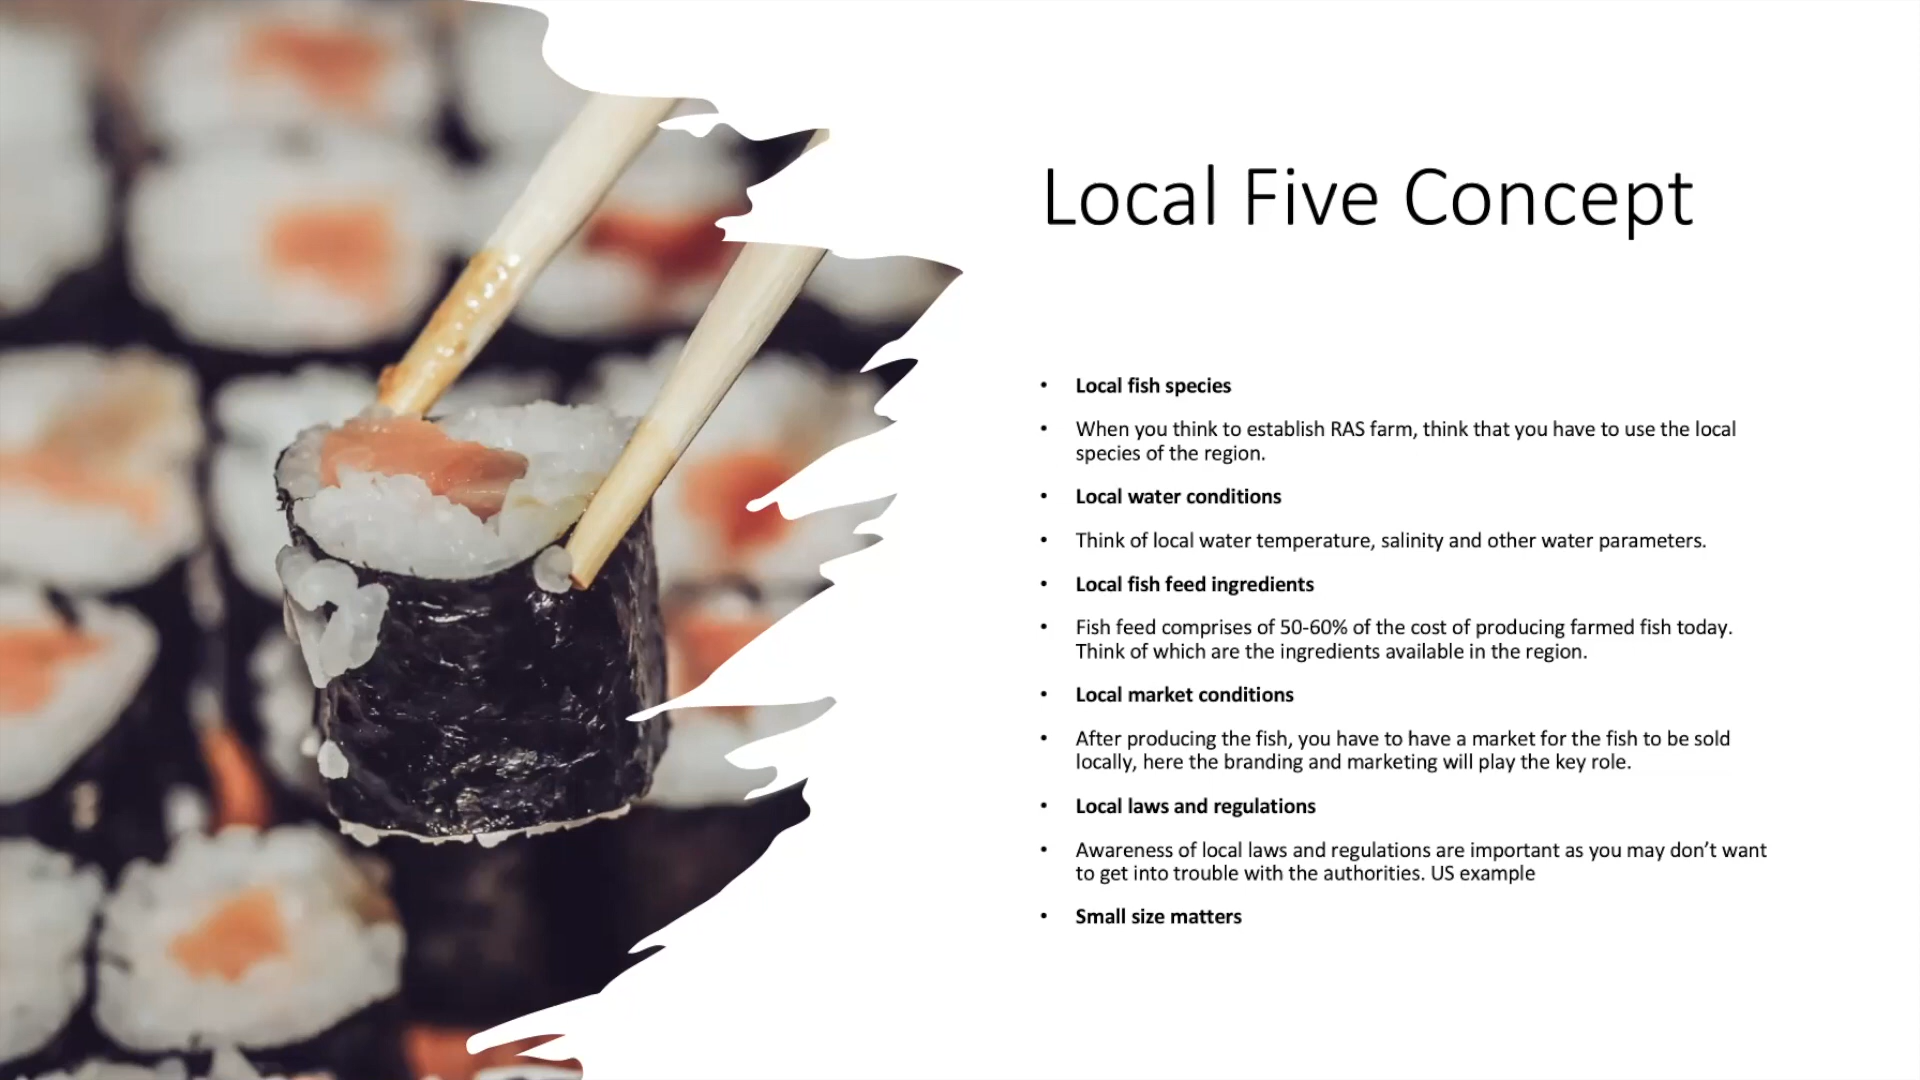 Local Five Concept
• Local fish species
• When you think to establish RAS farm, think that you have to use the local
species of the region.
• Local water conditions
• Think of local water temperature, salinity and other water parameters.
• Local fish feed ingredients
• Fish feed comprises of 50-60% of the cost of producing farmed fish today.
Think of which are the ingredients available in the region.
• Local market conditions
• After producing the fish, you have to have a market for the fish to be sold
locally, here the branding and marketing will play the key role.
• Local laws and regulations
• Awareness of local laws and regulations are important as you may don’t want
to get into trouble with the authorities. US example
• Small size matters